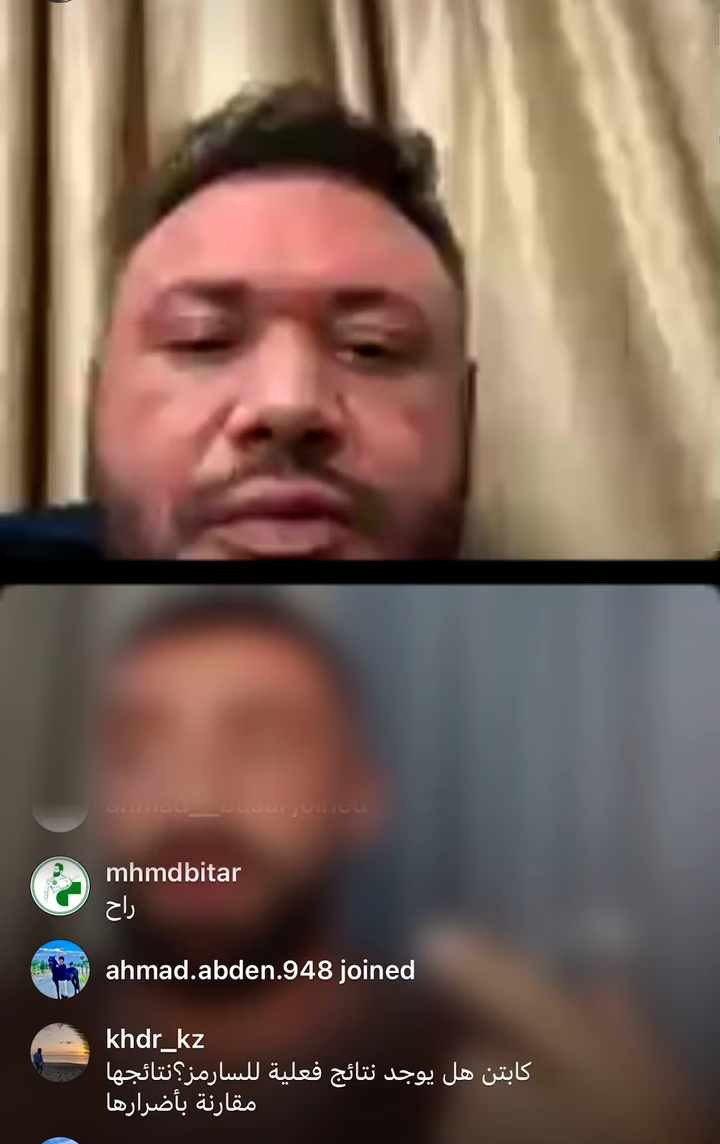 mhmdbitar
راح
ahmad.abden.948 joined
khdr_kz
كابتن هل يوجد نتائج فعلية للسارمز؟نتائجها
مقارنة بأضرارها